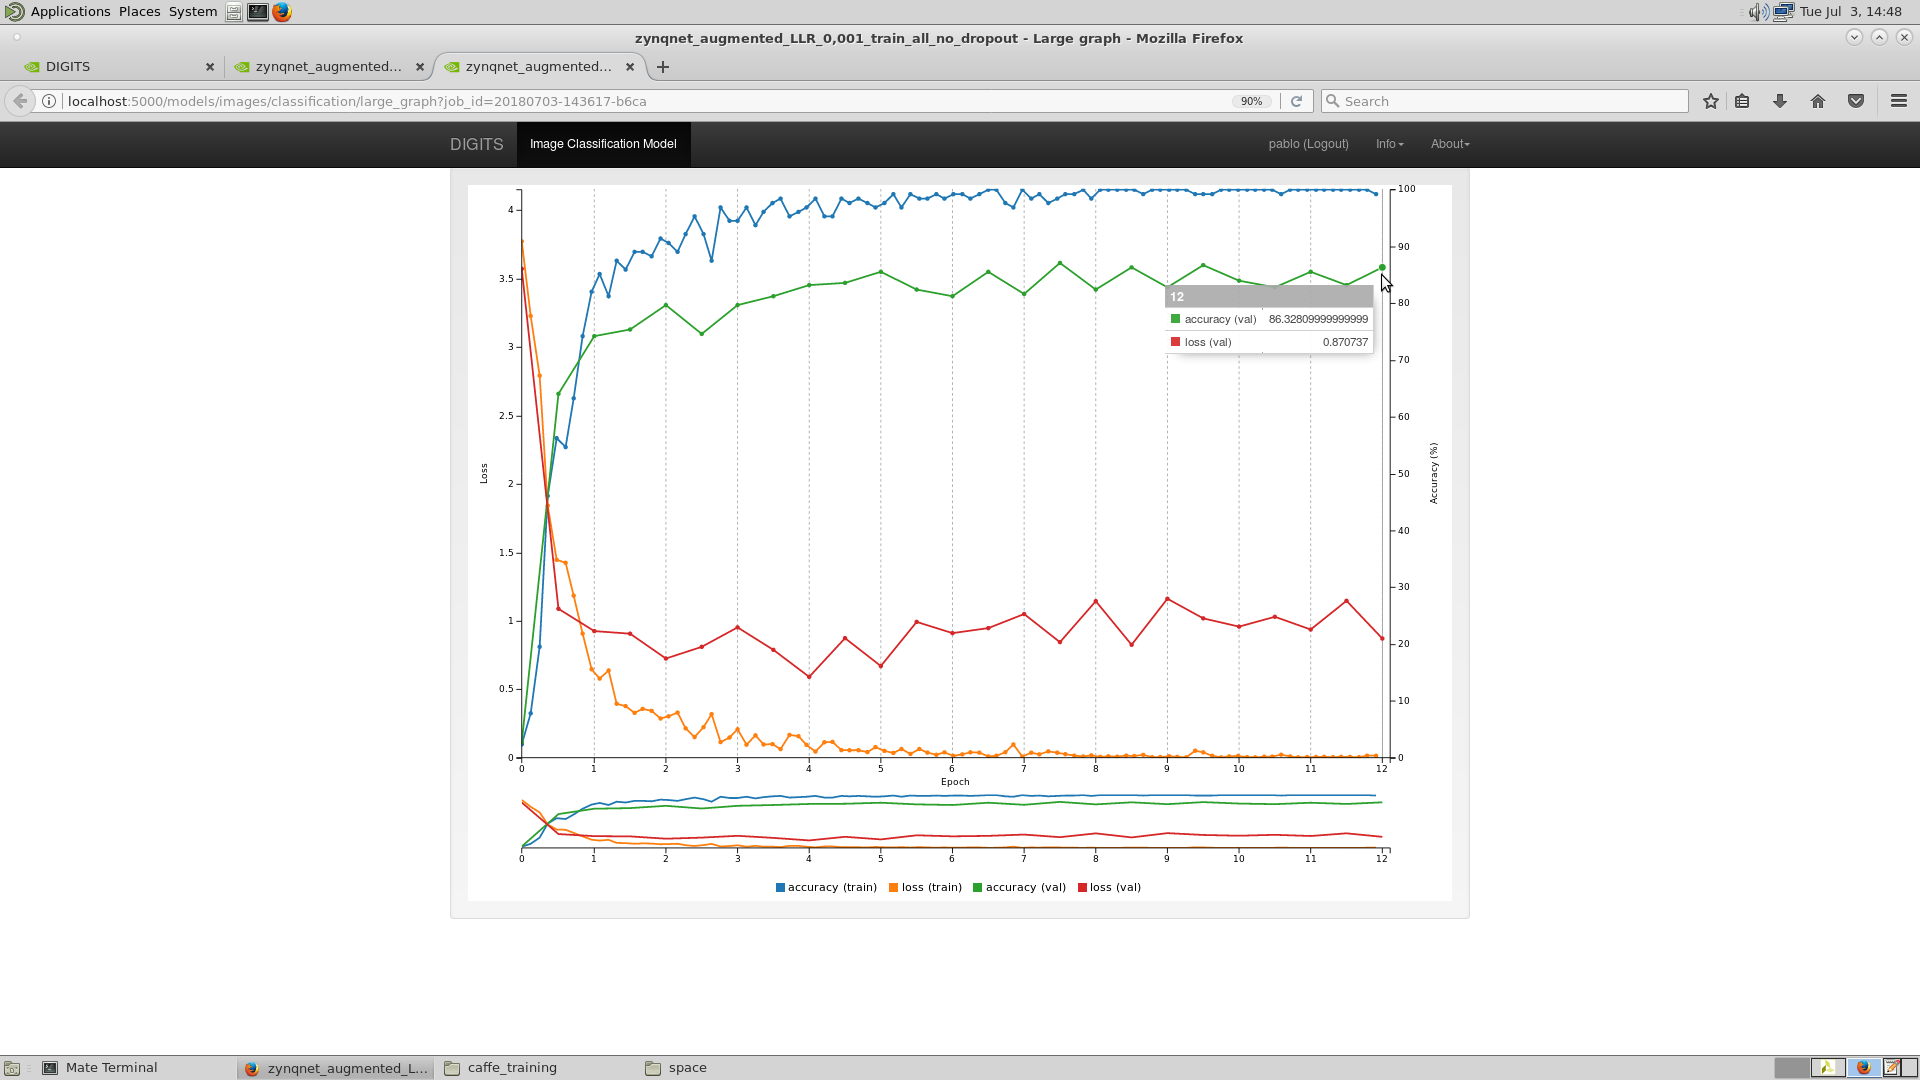 Applications Places System Tue Jul 3, 14:48
zynqnet_augmented_LLR_0,001_train_all_no_dropout - Large graph - Mozilla Firefox
DIGITS zynqnet_augmented... zynqnet_augmented...
localhost:5000/models/images/classification/large_graph?job_id=20180703-143617-b6ca 90% Search
DIGITS Image Classification Model pablo (Logout) Info About
4
3.5
3
2.5
2
1.5
1
0.5
0
Loss
100
90
80
70
60
50
40
30
20
10
0
Accuracy (%)
12
accuracy (val) 86.32809999999999
loss (val) 0.870737
0 1 2 3 4 5 6 7 8 9 10 11 12
Epoch
0 1 2 3 4 5 6 7 8 9 10 11 12
accuracy (train) loss (train) accuracy (val) loss (val)
Mate Terminal zynqnet_augmented_L... caffe_training space